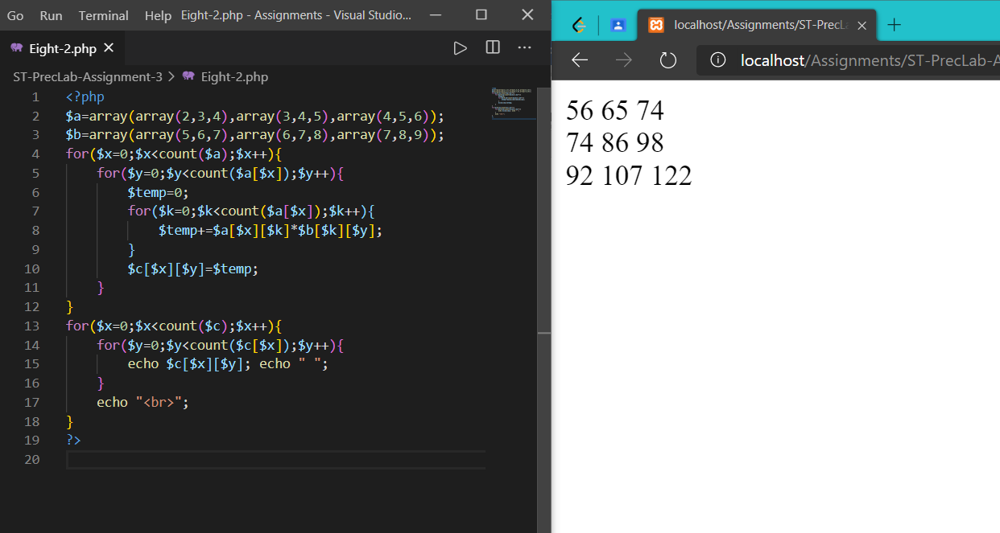 Go Run Terminal Help Eight-2.php - Assignments - Visual Studio...
Eight-2.php
ST-PrecLab-Assignment-3 > Eight-2.php
1 <?php
2 $a=array(array(2,3,4),array(3,4,5),array(4,5,6));
3 $b=array(array(5,6,7),array(6,7,8),array(7,8,9));
4 for($x=0;$x<count($a);$x++){
5     for($y=0;$y<count($a[$x]);$y++){
6         $temp=0;
7         for($k=0;$k<count($a[$x]);$k++){
8             $temp+=$a[$x][$k]*$b[$k][$y];
9         }
10         $c[$x][$y]=$temp;
11     }
12 }
13 for($x=0;$x<count($c);$x++){
14     for($y=0;$y<count($c[$x]);$y++){
15         echo $c[$x][$y]; echo " ";
16     }
17     echo "<br>";
18 }
19 ?>
20
localhost/Assignments/ST-PrecL
localhost/Assignments/ST-PrecLab-A
56 65 74
74 86 98
92 107 122